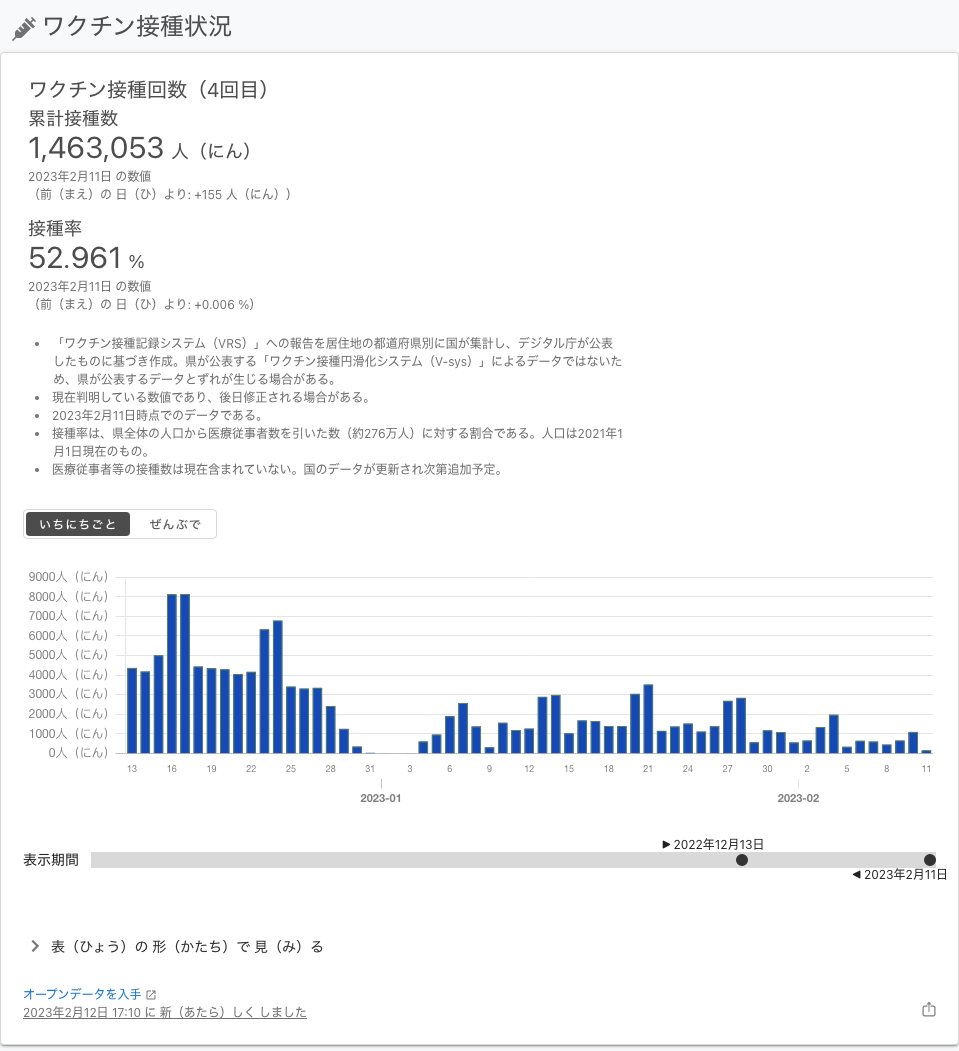 ワクチン接種状況
ワクチン接種回数（4回目）
累計接種数
1,463,053 人（にん）
2023年2月11日 の数値
（前（まえ）の 日（ひ）より: +155 人（にん））
接種率
52.961 %
2023年2月11日 の数値
（前（まえ）の 日（ひ）より: +0.006 %）
• 「ワクチン接種記録システム（VRS）」への報告を居住地の都道府県別に国が集計し、デジタル庁が公表
したものに基づき作成。県が公表する「ワクチン接種円滑化システム（V-sys）」によるデータではないた
め、県が公表するデータとずれが生じる場合がある。
• 現在判明している数値であり、後日修正される場合がある。
• 2023年2月11日時点でのデータである。
• 接種率は、県全体の人口から医療従事者数を引いた数（約276万人）に対する割合である。人口は2021年1
月1日現在のもの。
• 医療従事者等の接種数は現在含まれていない。国のデータが更新され次第追加予定。
いちにちごと ぜんぶで
9000人（にん）
8000人（にん）
7000人（にん）
6000人（にん）
5000人（にん）
4000人（にん）
3000人（にん）
2000人（にん）
1000人（にん）
0人（にん）
13 16 19 22 25 28 31 3 6 9 12 15 18 21 24 27 30 2 5 8 11
2023-01 2023-02
▶ 2022年12月13日
表示期間
◀ 2023年2月11日
表（ひょう）の 形（かたち）で 見（み）る
オープンデータを入手
2023年2月12日 17:10 に 新（あたら）しく しました